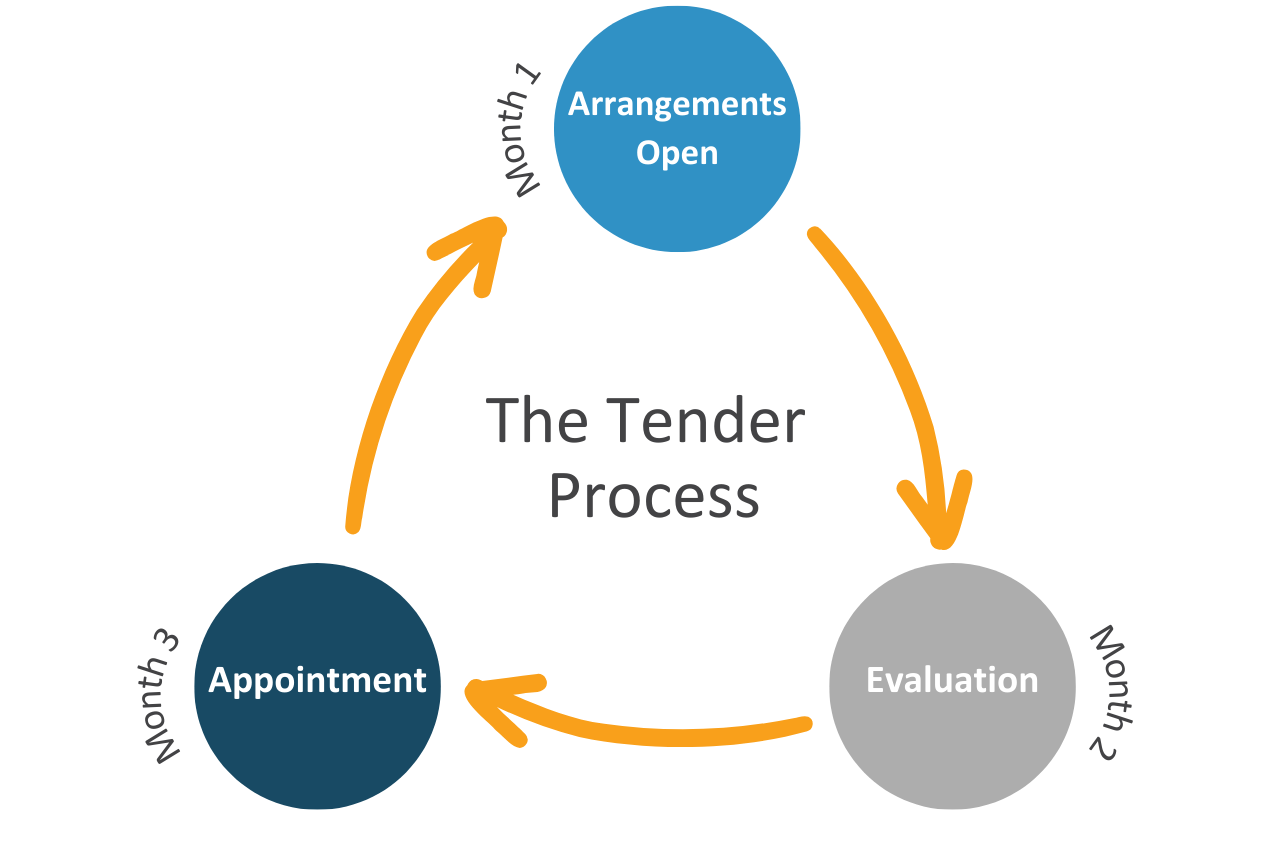 Month 1
Arrangements
Open
The Tender
Process
Month 3
Appointment
Evaluation
Month 2